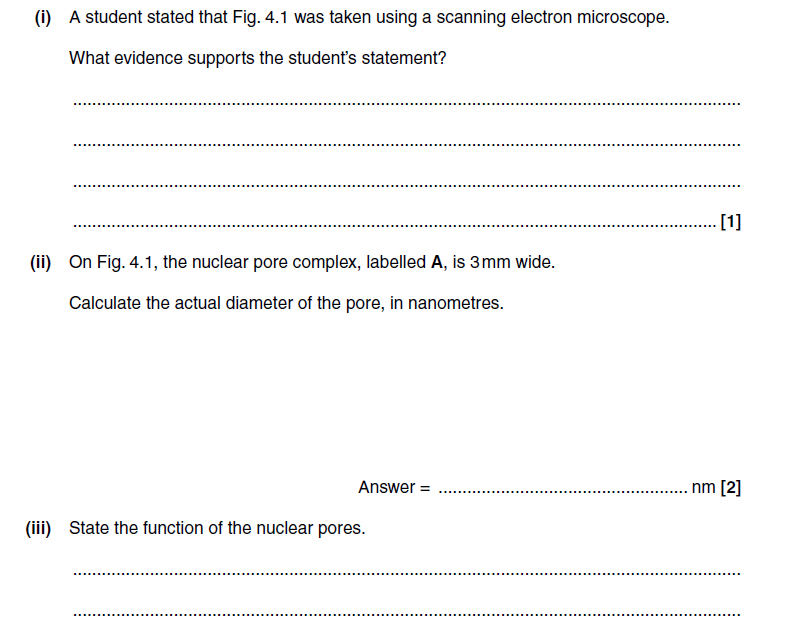 (i) A student stated that Fig. 4.1 was taken using a scanning electron microscope.
What evidence supports the student's statement?
..........................................................................................................................................
..........................................................................................................................................
..........................................................................................................................................
..................................................................................................................................... [1]
(ii) On Fig. 4.1, the nuclear pore complex, labelled A, is 3 mm wide.
Calculate the actual diameter of the pore, in nanometres.
Answer = .................................................... nm [2]
(iii) State the function of the nuclear pores.
..........................................................................................................................................
..........................................................................................................................................